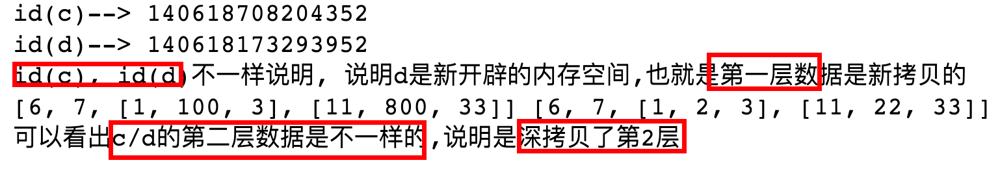 id(c)--> 140618708204352
id(d)--> 140618173293952
id(c), id(d)不一样说明, 说明d是新开辟的内存空间,也就是第一层数据是新拷贝的
[6, 7, [1, 100, 3], [11, 800, 33]] [6, 7, [1, 2, 3], [11, 22, 33]]
可以看出c/d的第二层数据是不一样的,说明是深拷贝了第2层